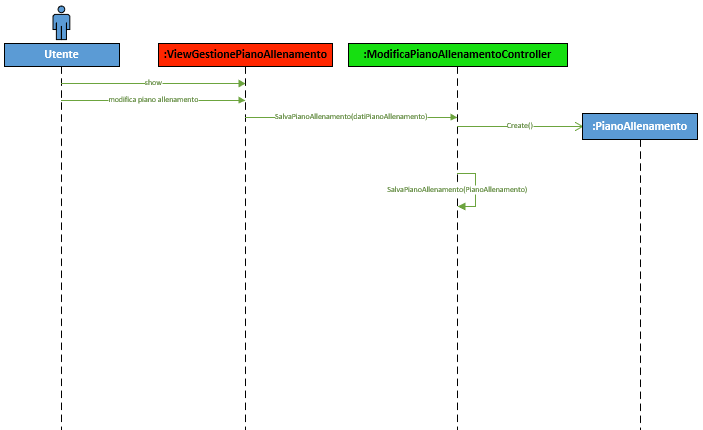 Utente
:ViewGestionePianoAllenamento
:ModificaPianoAllenamentoController
show
modifica piano allenamento
SalvaPianoAllenamento(datiPianoAllenamento)
Create()
:PianoAllenamento
SalvaPianoAllenamento(PianoAllenamento)